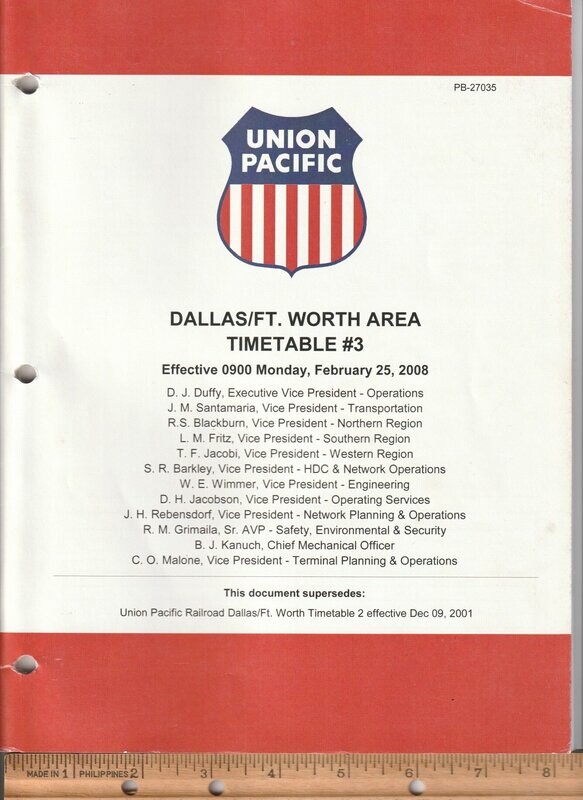 PB-27035
UNION
PACIFIC
DALLAS/FT. WORTH AREA
TIMETABLE #3
Effective 0900 Monday, February 25, 2008
D. J. Duffy, Executive Vice President - Operations
J. M. Santamaria, Vice President - Transportation
R.S. Blackburn, Vice President - Northern Region
L. M. Fritz, Vice President - Southern Region
T. F. Jacobi, Vice President - Western Region
S. R. Barkley, Vice President - HDC & Network Operations
W. E. Wimmer, Vice President - Engineering
D. H. Jacobson, Vice President - Operating Services
J. H. Rebensdorf, Vice President - Network Planning & Operations
R. M. Grimaila, Sr. AVP - Safety, Environmental & Security
B. J. Kanuch, Chief Mechanical Officer
C. O. Malone, Vice President - Terminal Planning & Operations
This document supersedes:
Union Pacific Railroad Dallas/Ft. Worth Timetable 2 effective Dec 09, 2001
MADE IN 1 PHILIPPINES 2 3 4 5 6 7 8